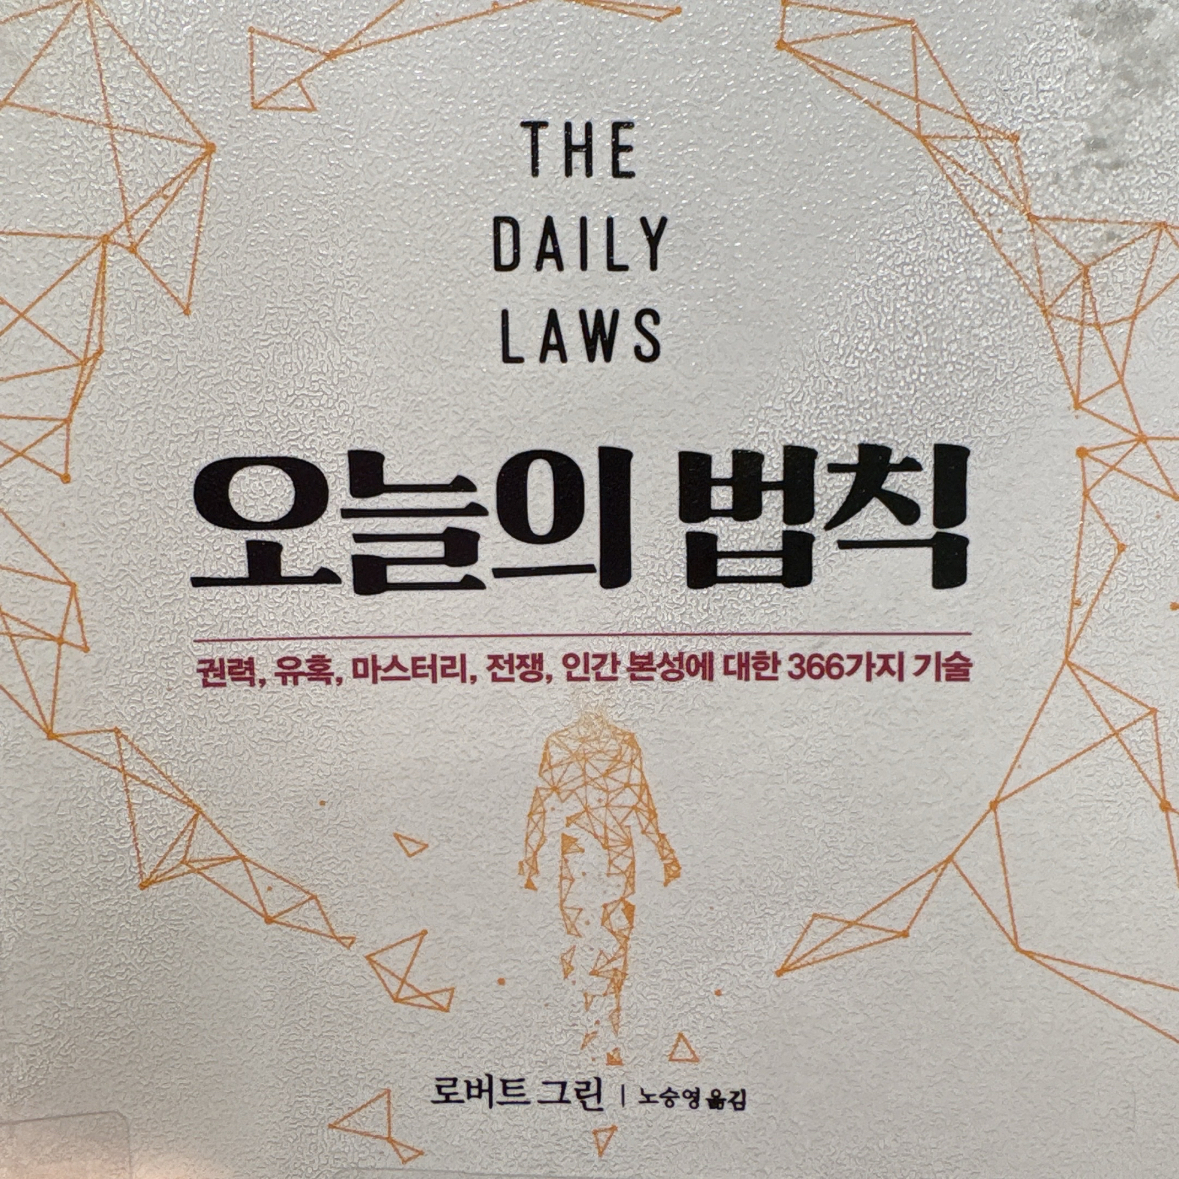 THE
DAILY
LAWS
오늘의 법칙
권력, 유혹, 마스터리, 전쟁, 인간 본성에 대한 366가지 기술
로버트 그린 | 노승영 옮김